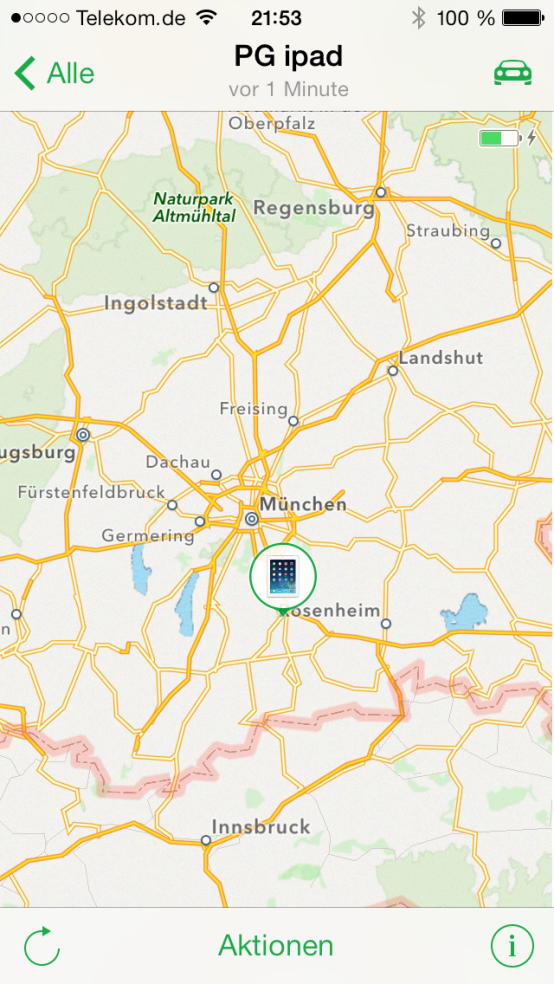 Telekom.de 21:53 100 %
Alle PG ipad
vor 1 Minute
Oberpfalz
Naturpark
Altmühltal
Regensburg
Straubing
Ingolstadt
Landshut
Freising
ugsburg
Dachau
Fürstenfeldbruck
München
Germering
osenheim
n
Innsbruck
Aktionen
i